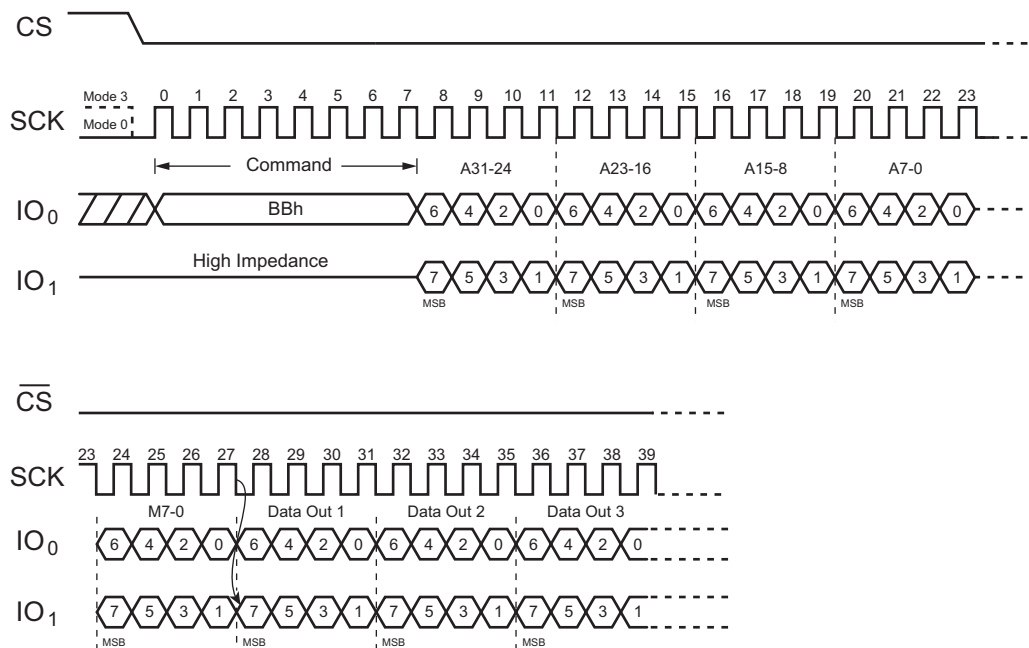 CS
Mode 3 0 1 2 3 4 5 6 7 8 9 10 11 12 13 14 15 16 17 18 19 20 21 22 23
SCK
Mode 0
Command A31-24 A23-16 A15-8 A7-0
IO0 BBh 6 4 2 0 6 4 2 0 6 4 2 0 6 4 2 0
High Impedance
IO1 7 5 3 1 7 5 3 1 7 5 3 1 7 5 3 1
MSB MSB MSB MSB
CS
23 24 25 26 27 28 29 30 31 32 33 34 35 36 37 38 39
SCK
M7-0 Data Out 1 Data Out 2 Data Out 3
IO0 6 4 2 0 6 4 2 0 6 4 2 0 6 4 2 0
IO1 7 5 3 1 7 5 3 1 7 5 3 1 7 5 3 1
MSB MSB MSB MSB